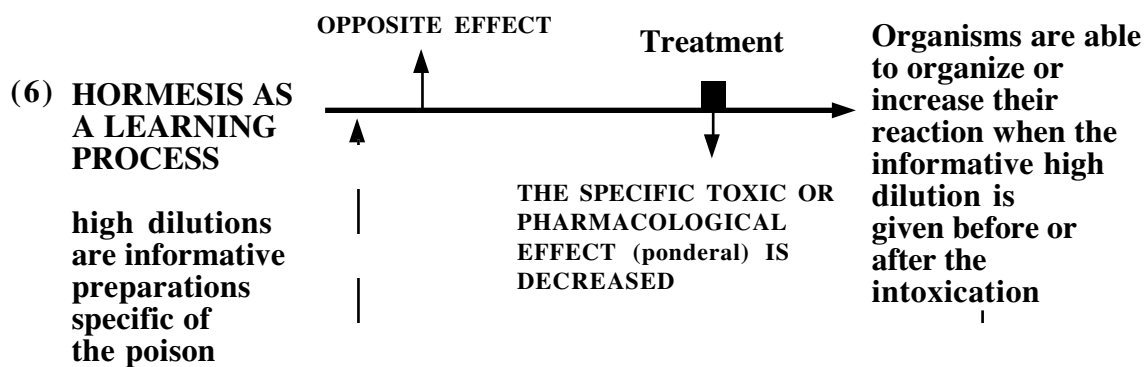 (6) HORMESIS AS
A LEARNING
PROCESS
high dilutions
are informative
preparations
specific of
the poison
OPPOSITE EFFECT
Treatment
THE SPECIFIC TOXIC OR
PHARMACOLOGICAL
EFFECT (ponderal) IS
DECREASED
Organisms are able
to organize or
increase their
reaction when the
informative high
dilution is
given before or
after the
intoxication